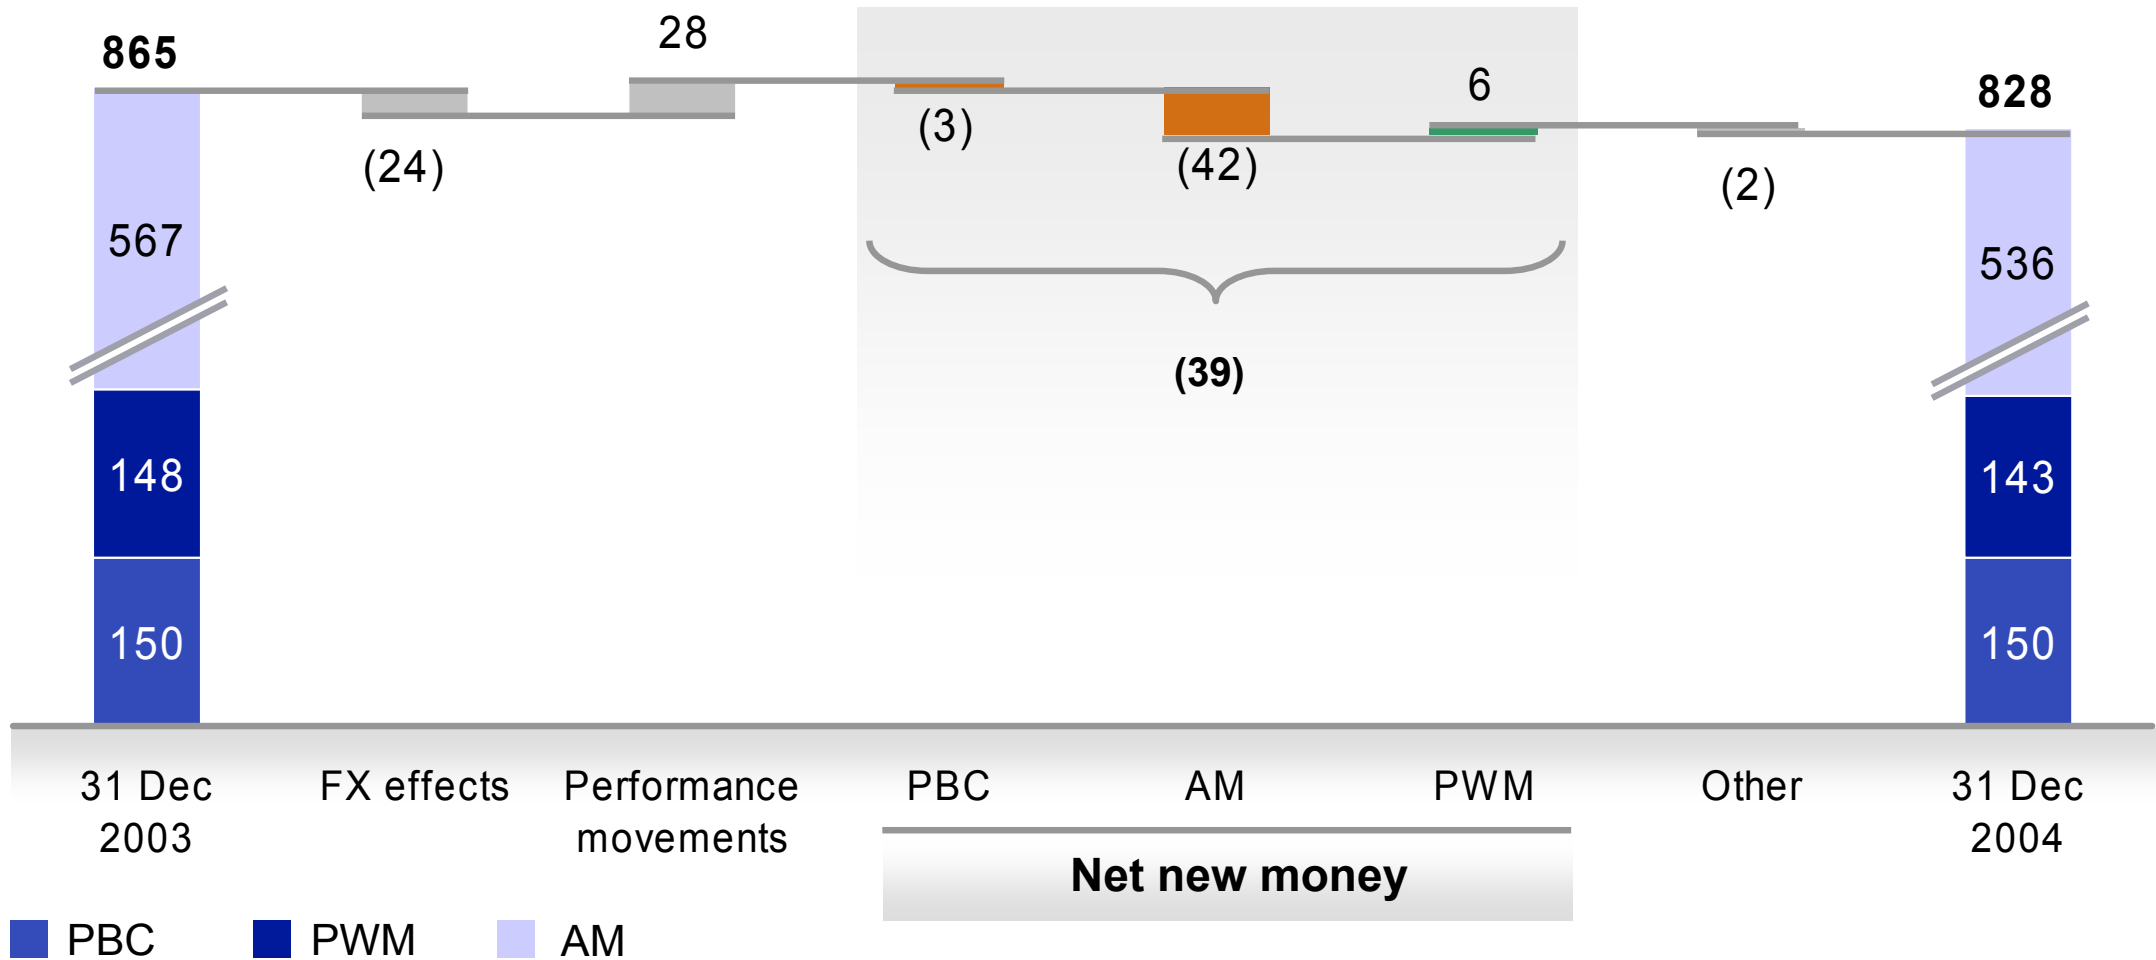 865
28
6
828
(3)
(24)
(42)
(2)
567
536
(39)
148
143
150
150
31 Dec
2003
FX effects
Performance
movements
PBC
AM
PWM
Other
31 Dec
2004
Net new money
PBC
PWM
AM